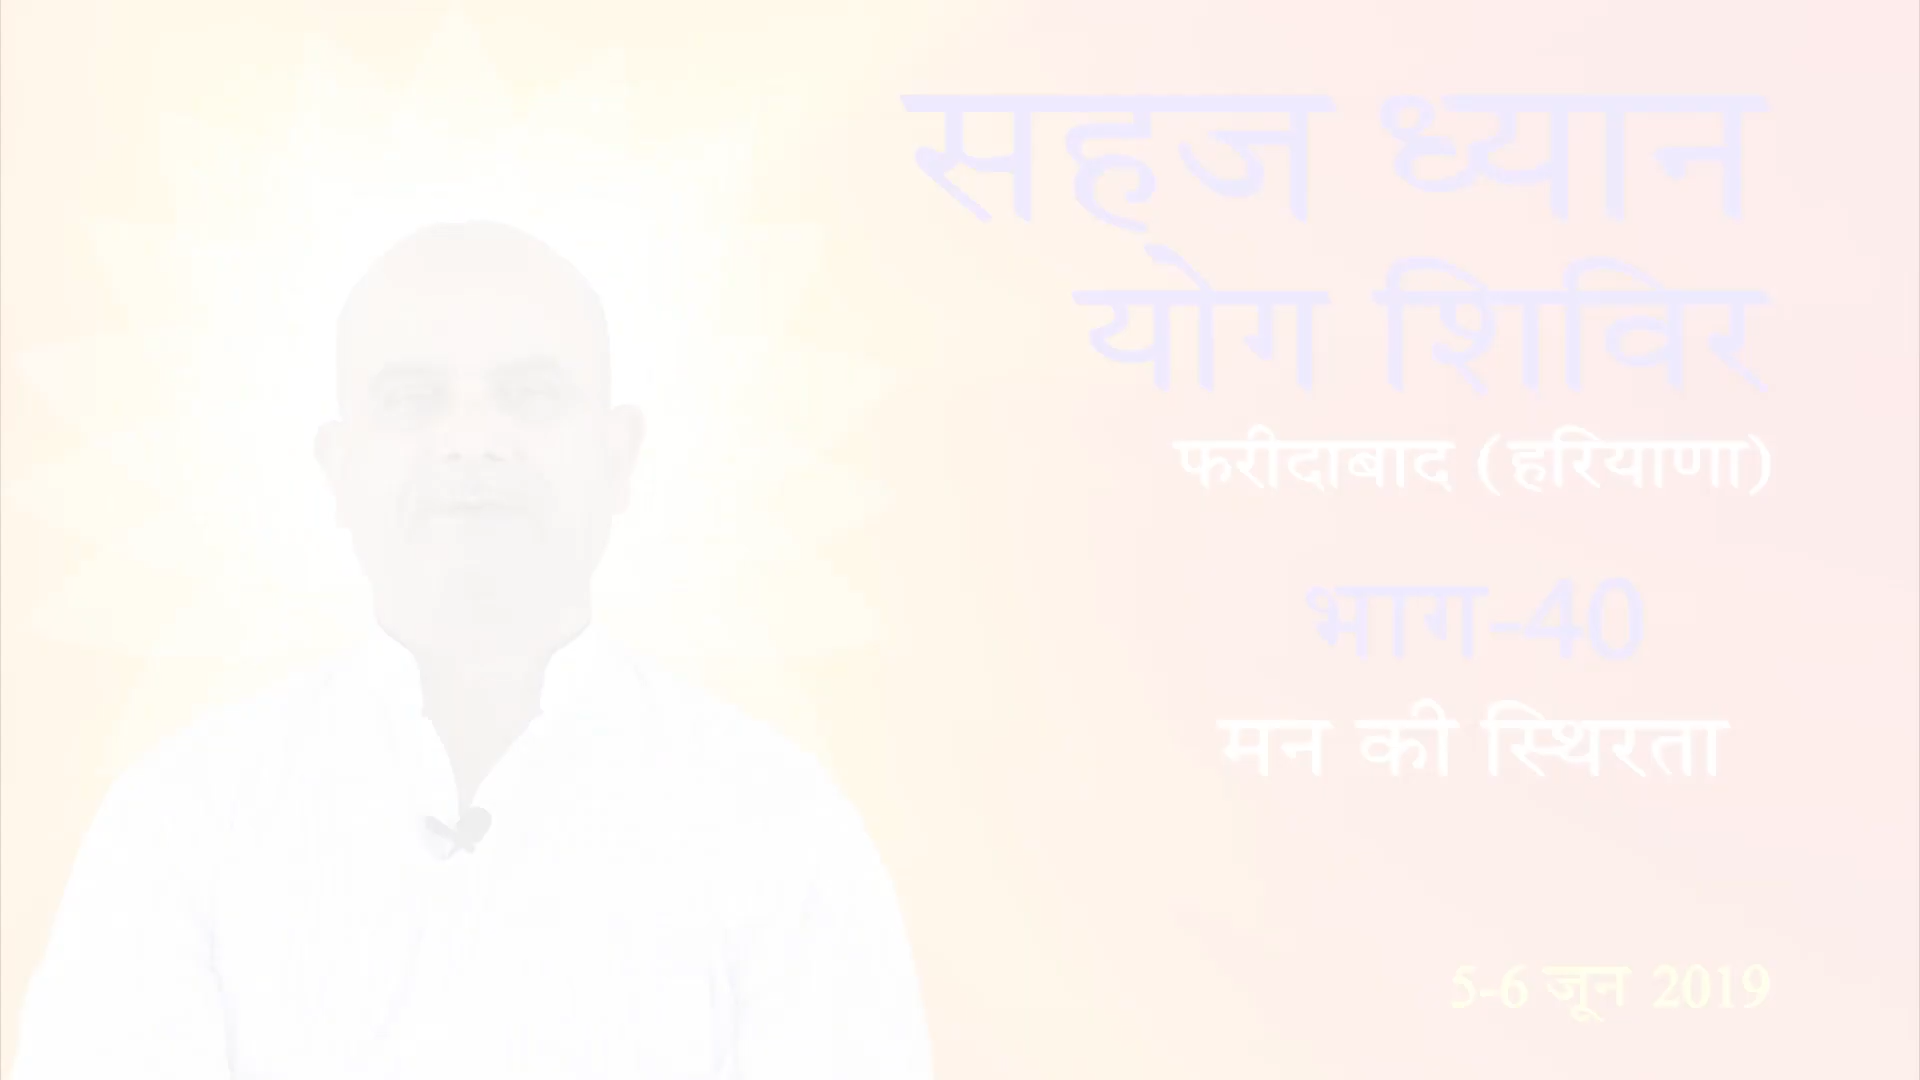 सहज ध्यान
योग शिविर
फरीदाबाद (हरियाणा)
भाग-40
मन की स्थिरता
5-6 जून 2019